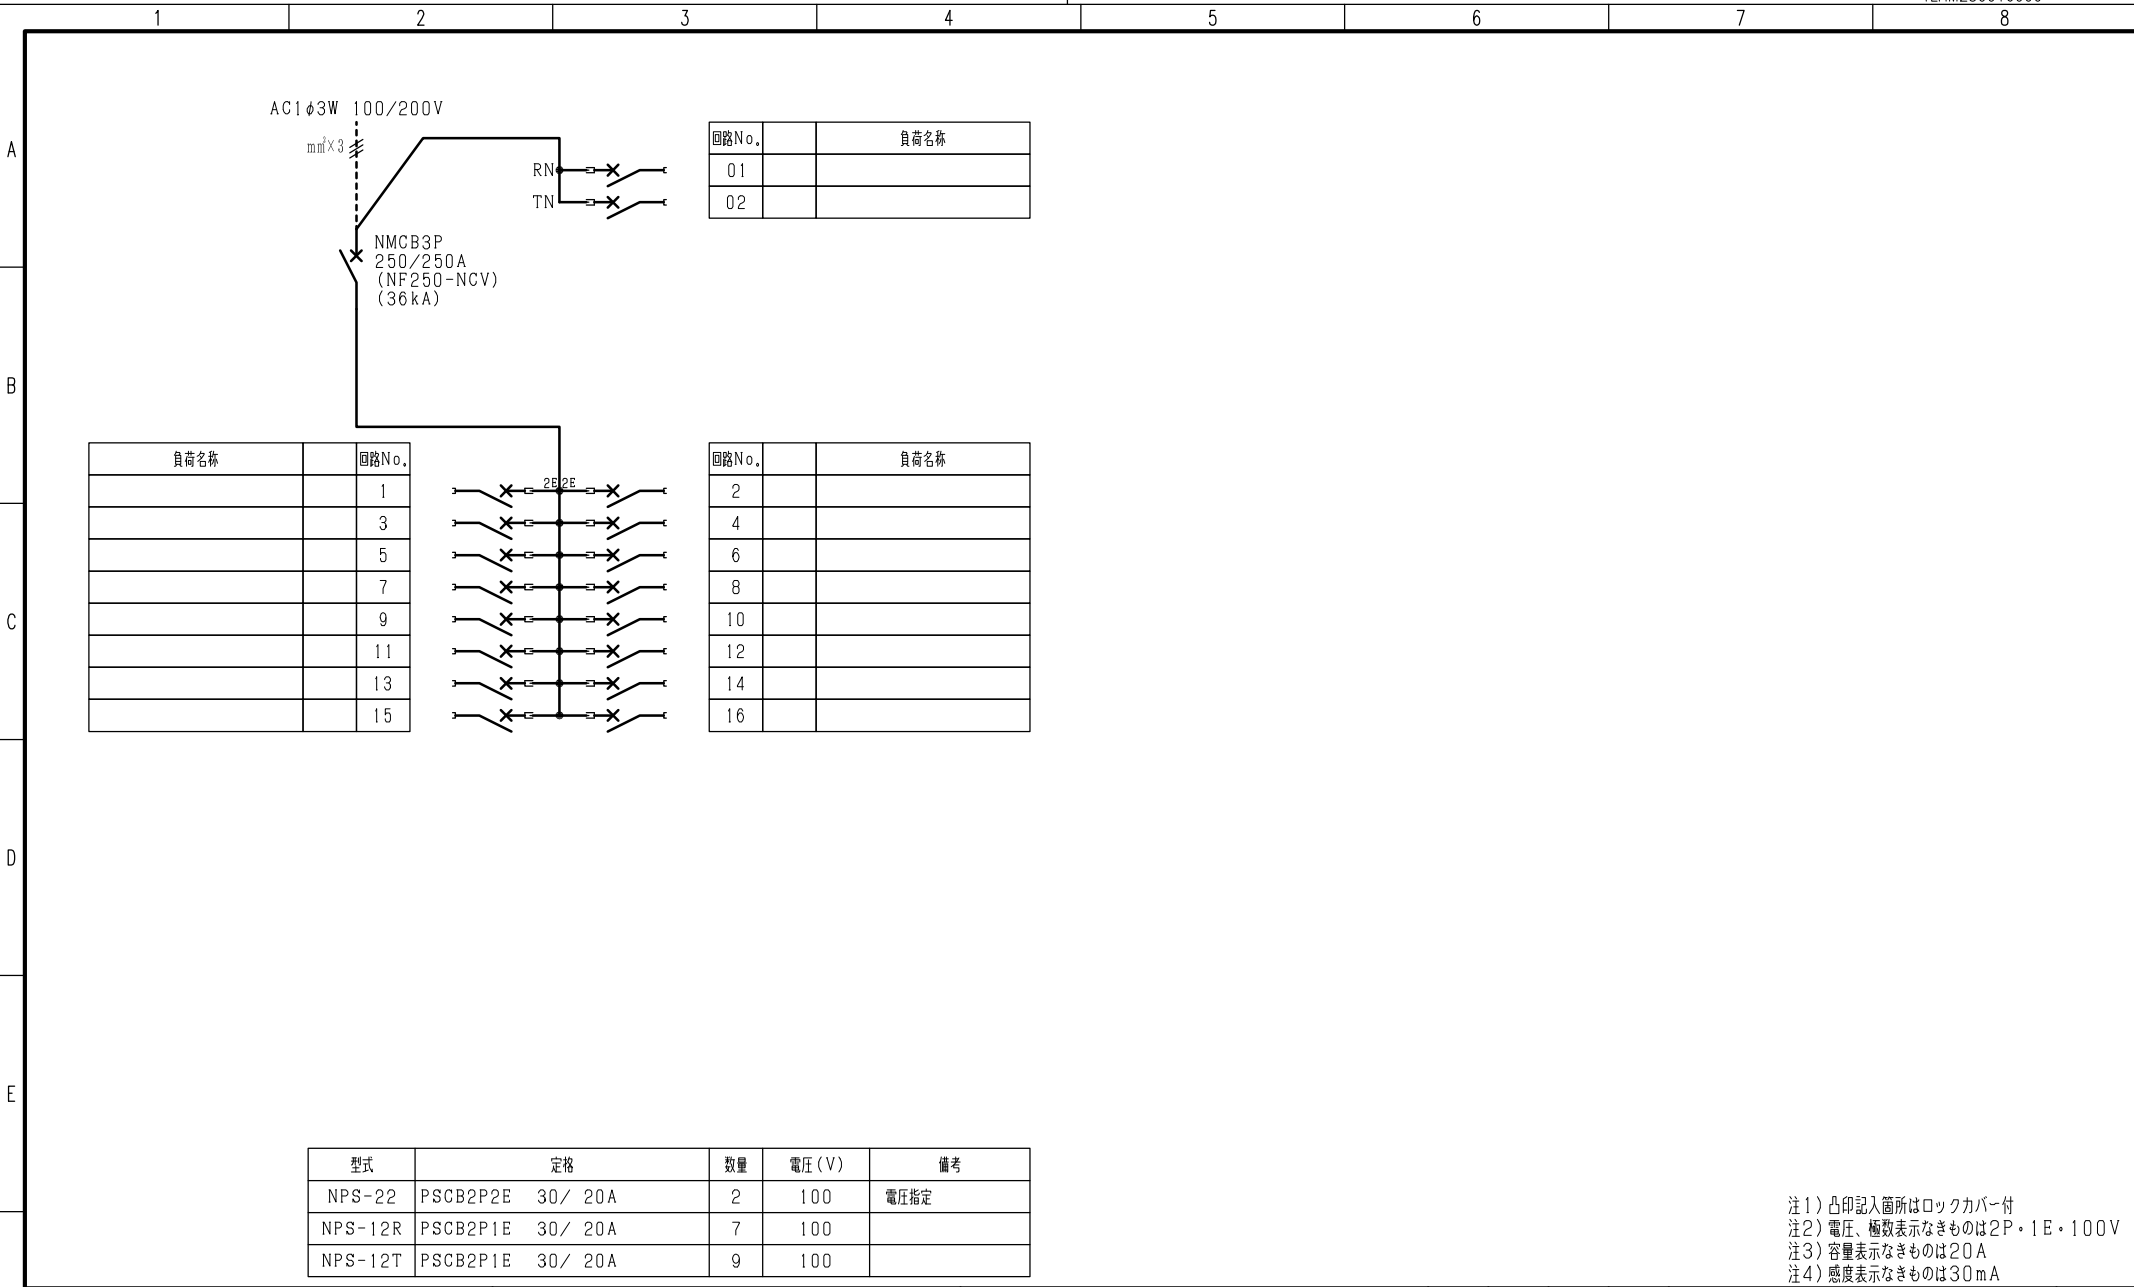 1 2 3 4 5 6 7 8
A
B
C
D
E
AC1φ3W 100/200V
m㎡×3
RN
TN
回路No. 負荷名称
01
02
NMCB3P
250/250A
(NF250-NCV)
(36kA)
負荷名称 回路No.
1
3
5
7
9
11
13
15
2E 2E
回路No. 負荷名称
2
4
6
8
10
12
14
16
型式 定格 数量 電圧(V) 備考
NPS-22 PSCB2P2E 30/ 20A 2 100 電圧指定
NPS-12R PSCB2P1E 30/ 20A 7 100
NPS-12T PSCB2P1E 30/ 20A 9 100
注1)凸印記入箇所はロックカバー付
注2)電圧、極数表示なきものは2P・1E・100V
注3)容量表示なきものは20A
注4)感度表示なきものは30mA